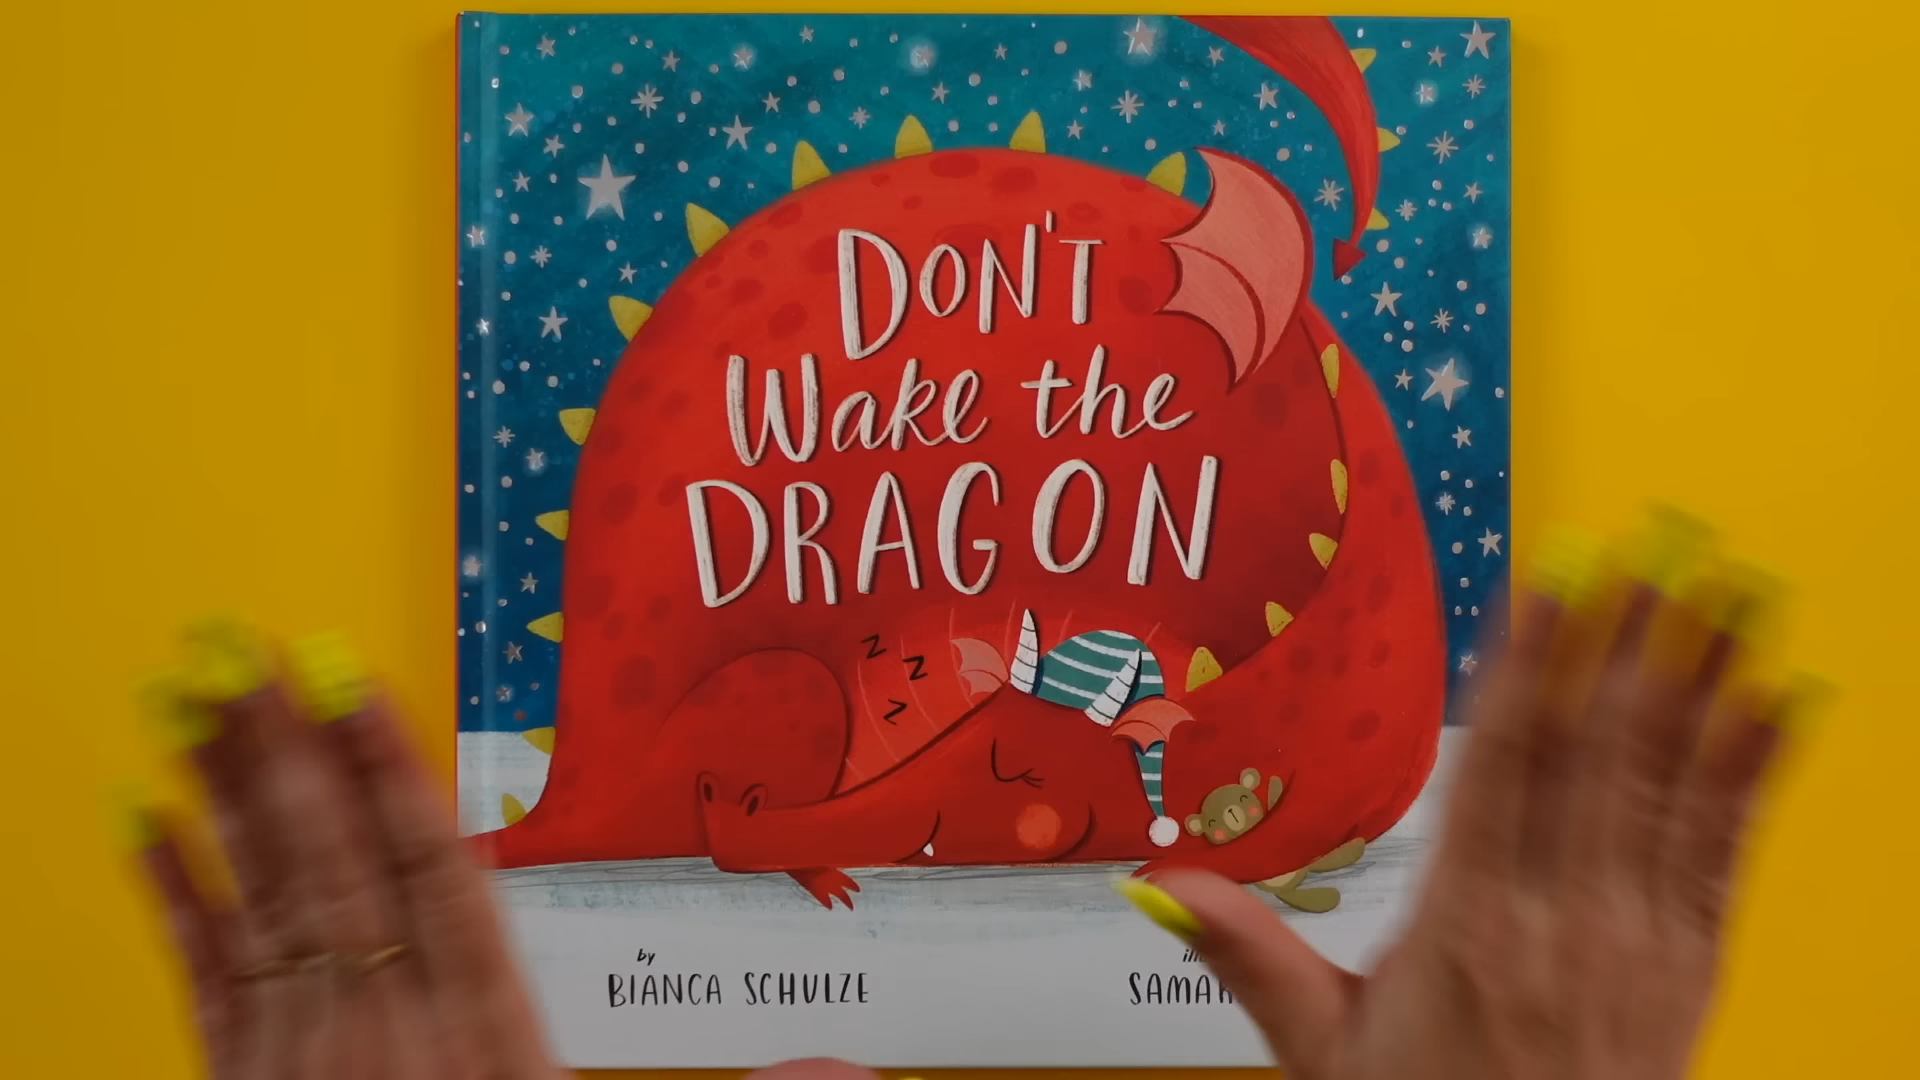 DON'T
Wake the
DRAGON
z
z
z
by
BIANCA SCHULZE